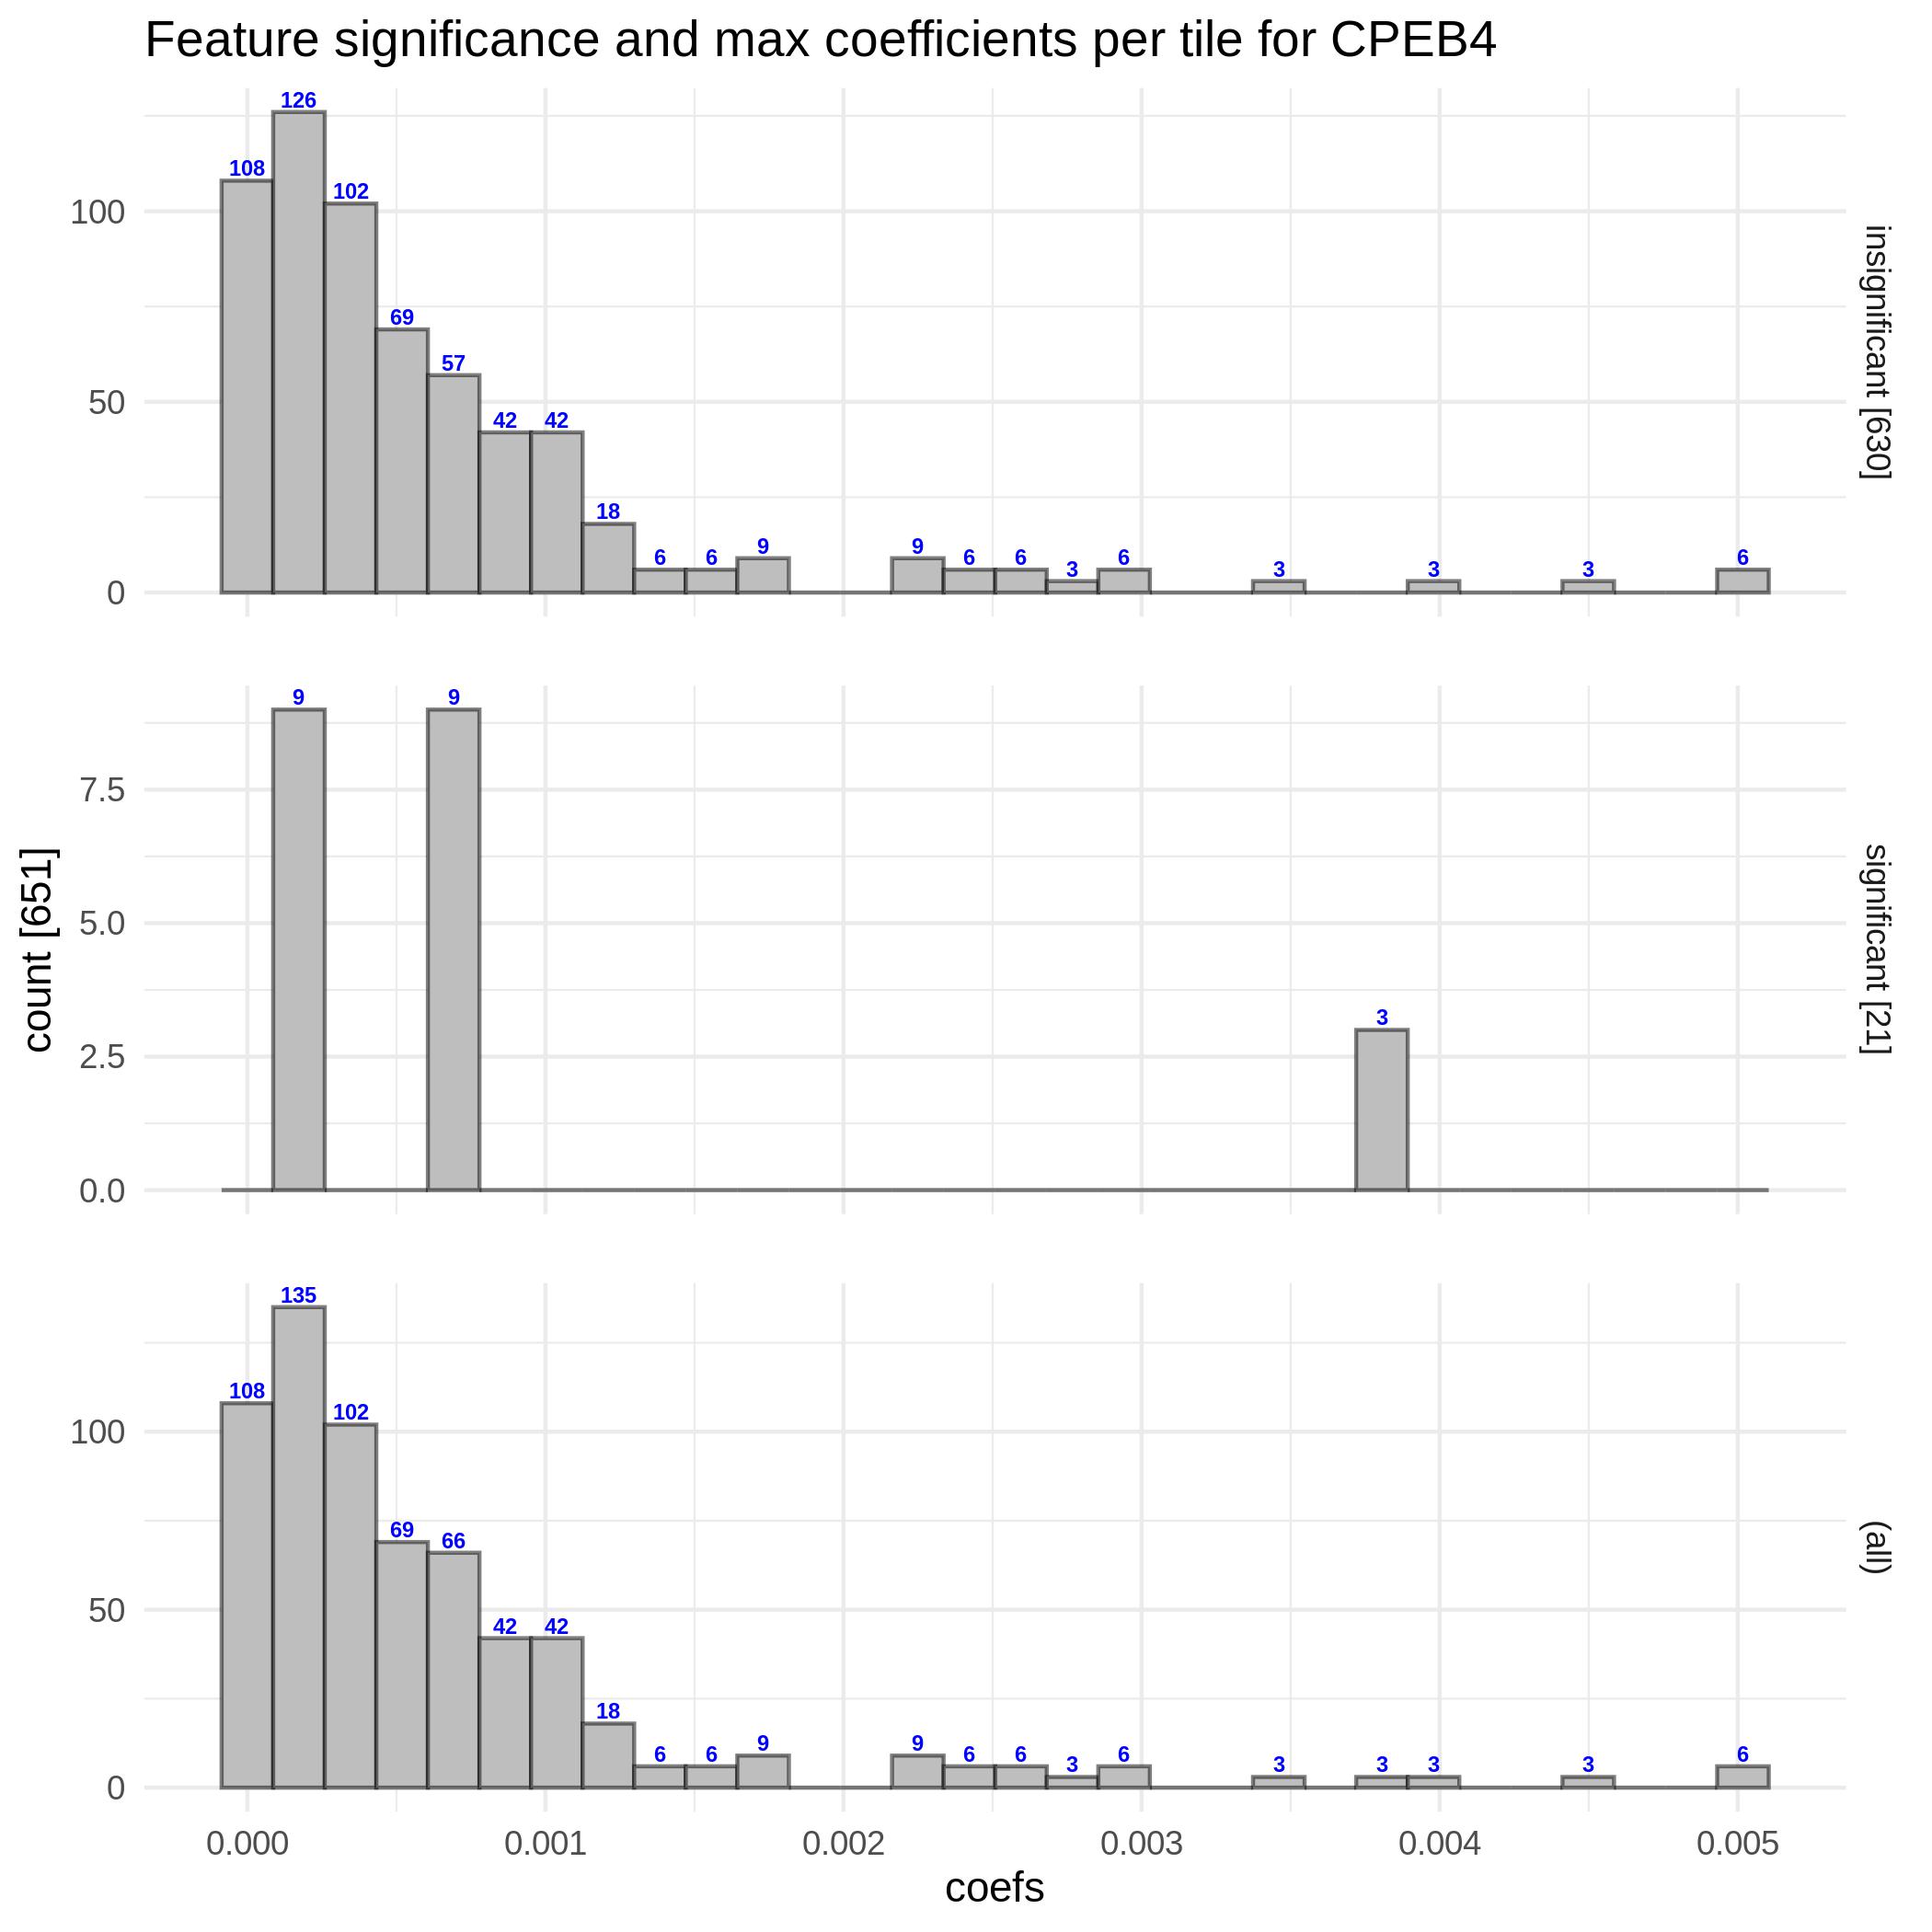 Feature significance and max coefficients per tile for CPEB4
126
108
102
69
57
42 42
18
6 6 9 9 6 6 3 6 3 3 3 6
100
50
0
insignificant [630]
9 9
3
7.5
5.0
2.5
0.0
significant [21]
count [651]
135
108
102
69 66
42 42
18
6 6 9 9 6 6 3 6 3 3 3 3 6
100
50
0
(all)
0.000 0.001 0.002 0.003 0.004 0.005
coefs